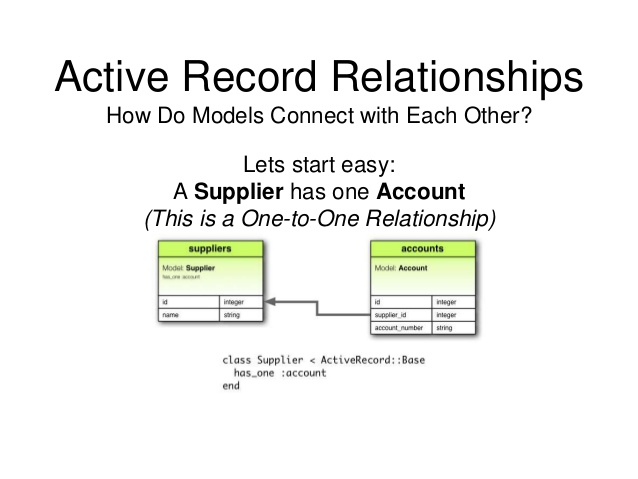 Active Record Relationships
How Do Models Connect with Each Other?
Lets start easy:
A Supplier has one Account
(This is a One-to-One Relationship)
suppliers
Model: Supplier
has_one :account
id integer
name string
accounts
Model: Account
id integer
supplier_id integer
account_number string
class Supplier < ActiveRecord::Base
has_one :account
end